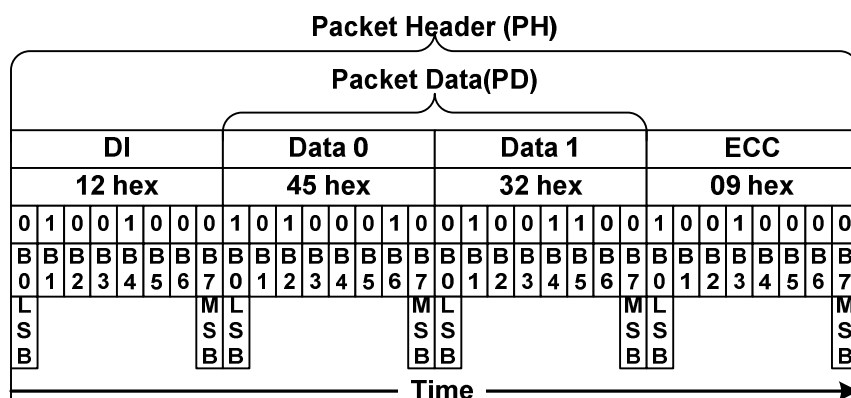 Packet Header (PH)
Packet Data(PD)
DI Data 0 Data 1 ECC
12 hex 45 hex 32 hex 09 hex
0 1 0 0 1 0 0 0 1 0 1 0 0 0 1 0 0 1 0 0 1 1 0 0 1 0 0 1 0 0 0 0
B0 B1 B2 B3 B4 B5 B6 B7 B0 B1 B2 B3 B4 B5 B6 B7 B0 B1 B2 B3 B4 B5 B6 B7 B0 B1 B2 B3 B4 B5 B6 B7
LSB MSB LSB MSB LSB MSB LSB MSB
Time